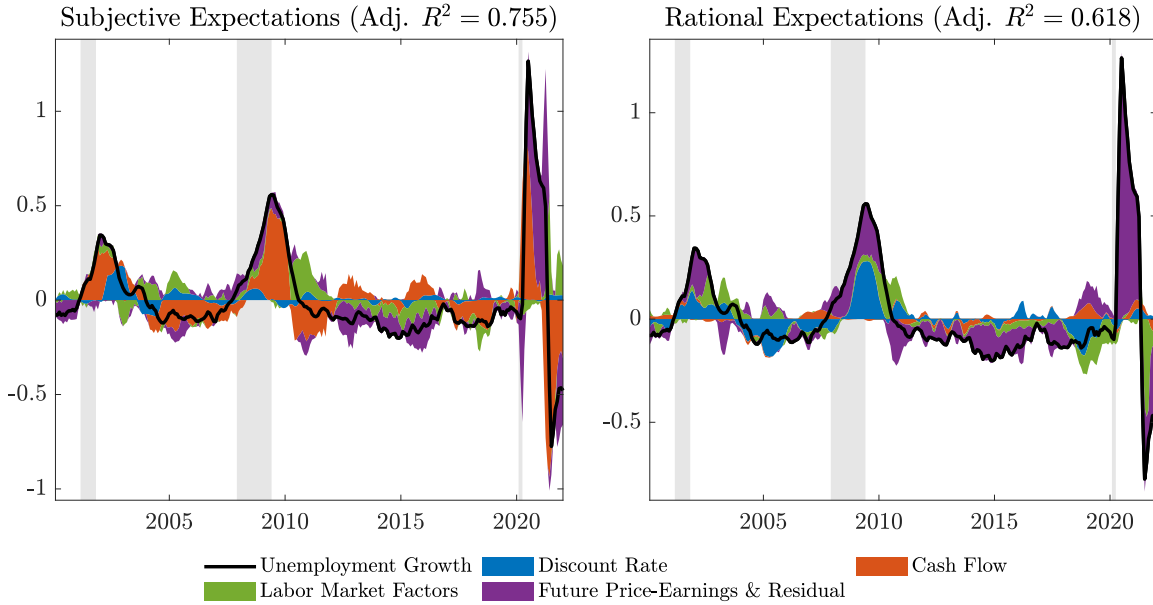 Subjective Expectations (Adj. R² = 0.755)
1
0.5
0
-0.5
-1
2005 2010 2015 2020
Rational Expectations (Adj. R² = 0.618)
1
0.5
0
-0.5
2005 2010 2015 2020
Unemployment Growth Discount Rate Cash Flow
Labor Market Factors Future Price-Earnings & Residual